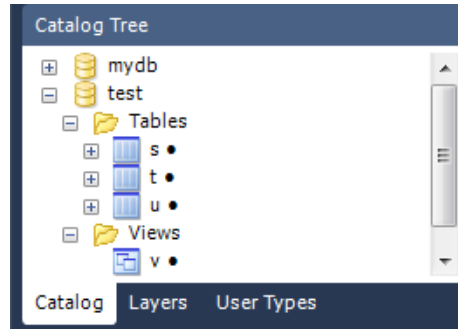 Catalog Tree
mydb
test
Tables
s •
t •
u •
Views
v •
Catalog Layers User Types